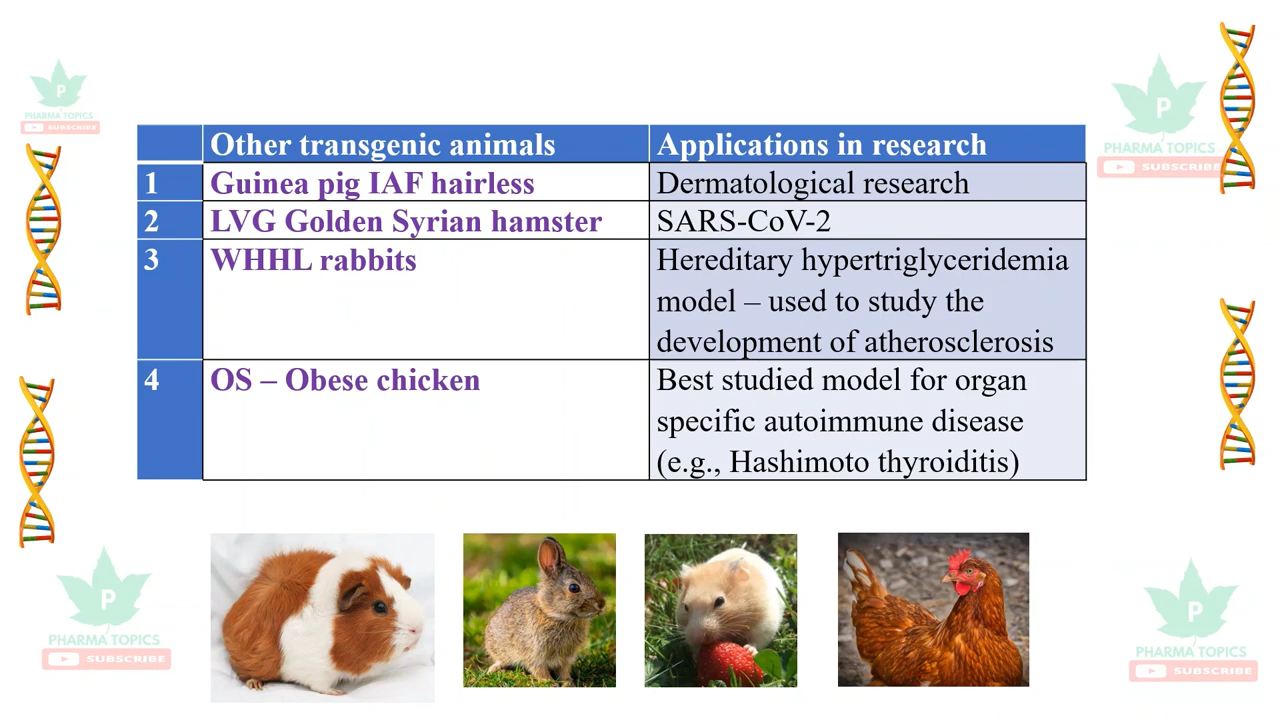 P
PHARMA TOPICS
SUBSCRIBE
P
PHARMA TOPICS
SUBSCRIBE
Other transgenic animals Applications in research
1 Guinea pig IAF hairless Dermatological research
2 LVG Golden Syrian hamster SARS-CoV-2
3 WHHL rabbits Hereditary hypertriglyceridemia
model – used to study the
development of atherosclerosis
4 OS – Obese chicken Best studied model for organ
specific autoimmune disease
(e.g., Hashimoto thyroiditis)
P
PHARMA TOPICS
SUBSCRIBE
P
PHARMA TOPICS
SUBSCRIBE